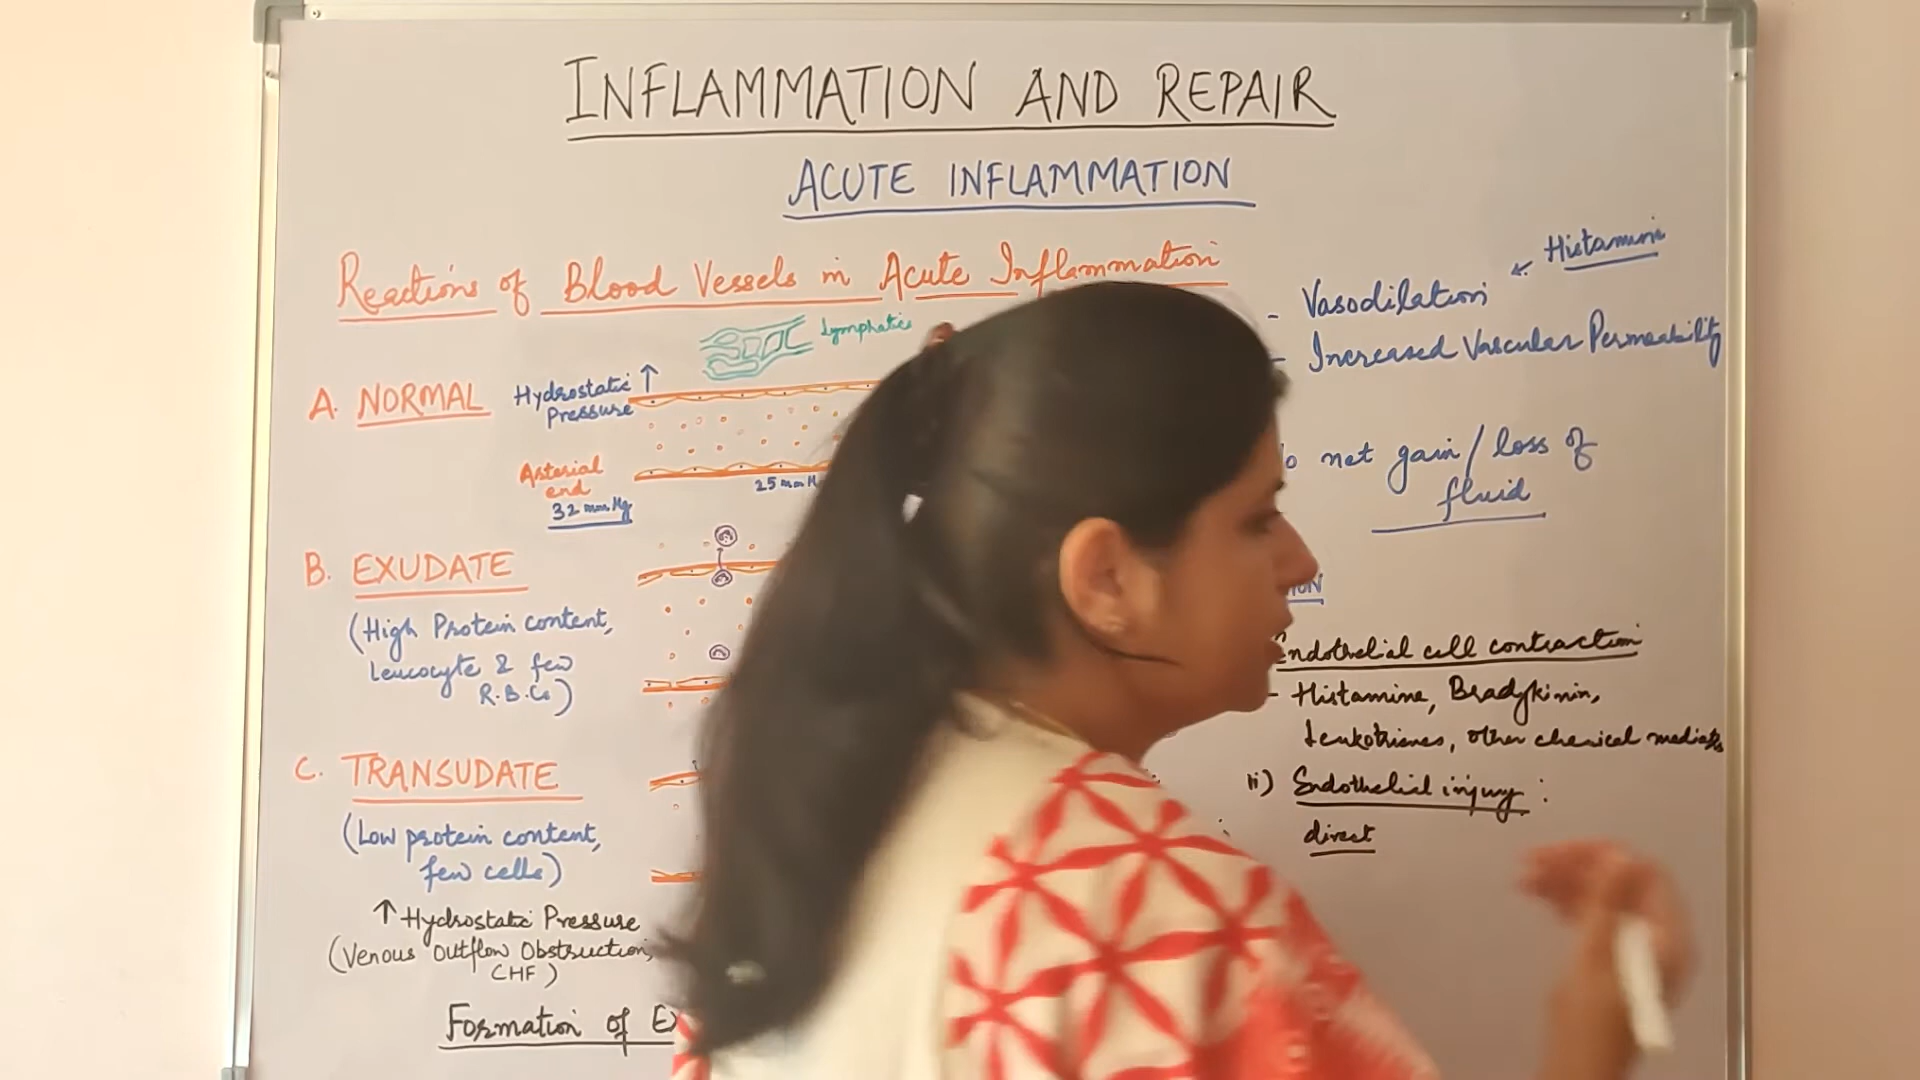 INFLAMMATION AND REPAIR
ACUTE INFLAMMATION
Reactions of Blood Vessels in Acute Inflammation
Lymphatics
A. NORMAL
Hydrostatic ↑
Pressure
Arterial
end
32 mm Hg
25 mm H
B. EXUDATE
(High Protein content,
Leucocyte & few
R.B.Cs)
C. TRANSUDATE
(Low protein content,
few cells)
↑ Hydrostatic Pressure
(Venous Outflow Obstruction,
CHF)
Formation of Ex
Histamin
- Vasodilation ↙
- Increased Vascular Permeability
o net gain / loss of
fluid
ION
Endothelial cell contraction
- Histamine, Bradykinin,
Leukotrienes, other chemical mediators
ii) Endothelial injury :
direct